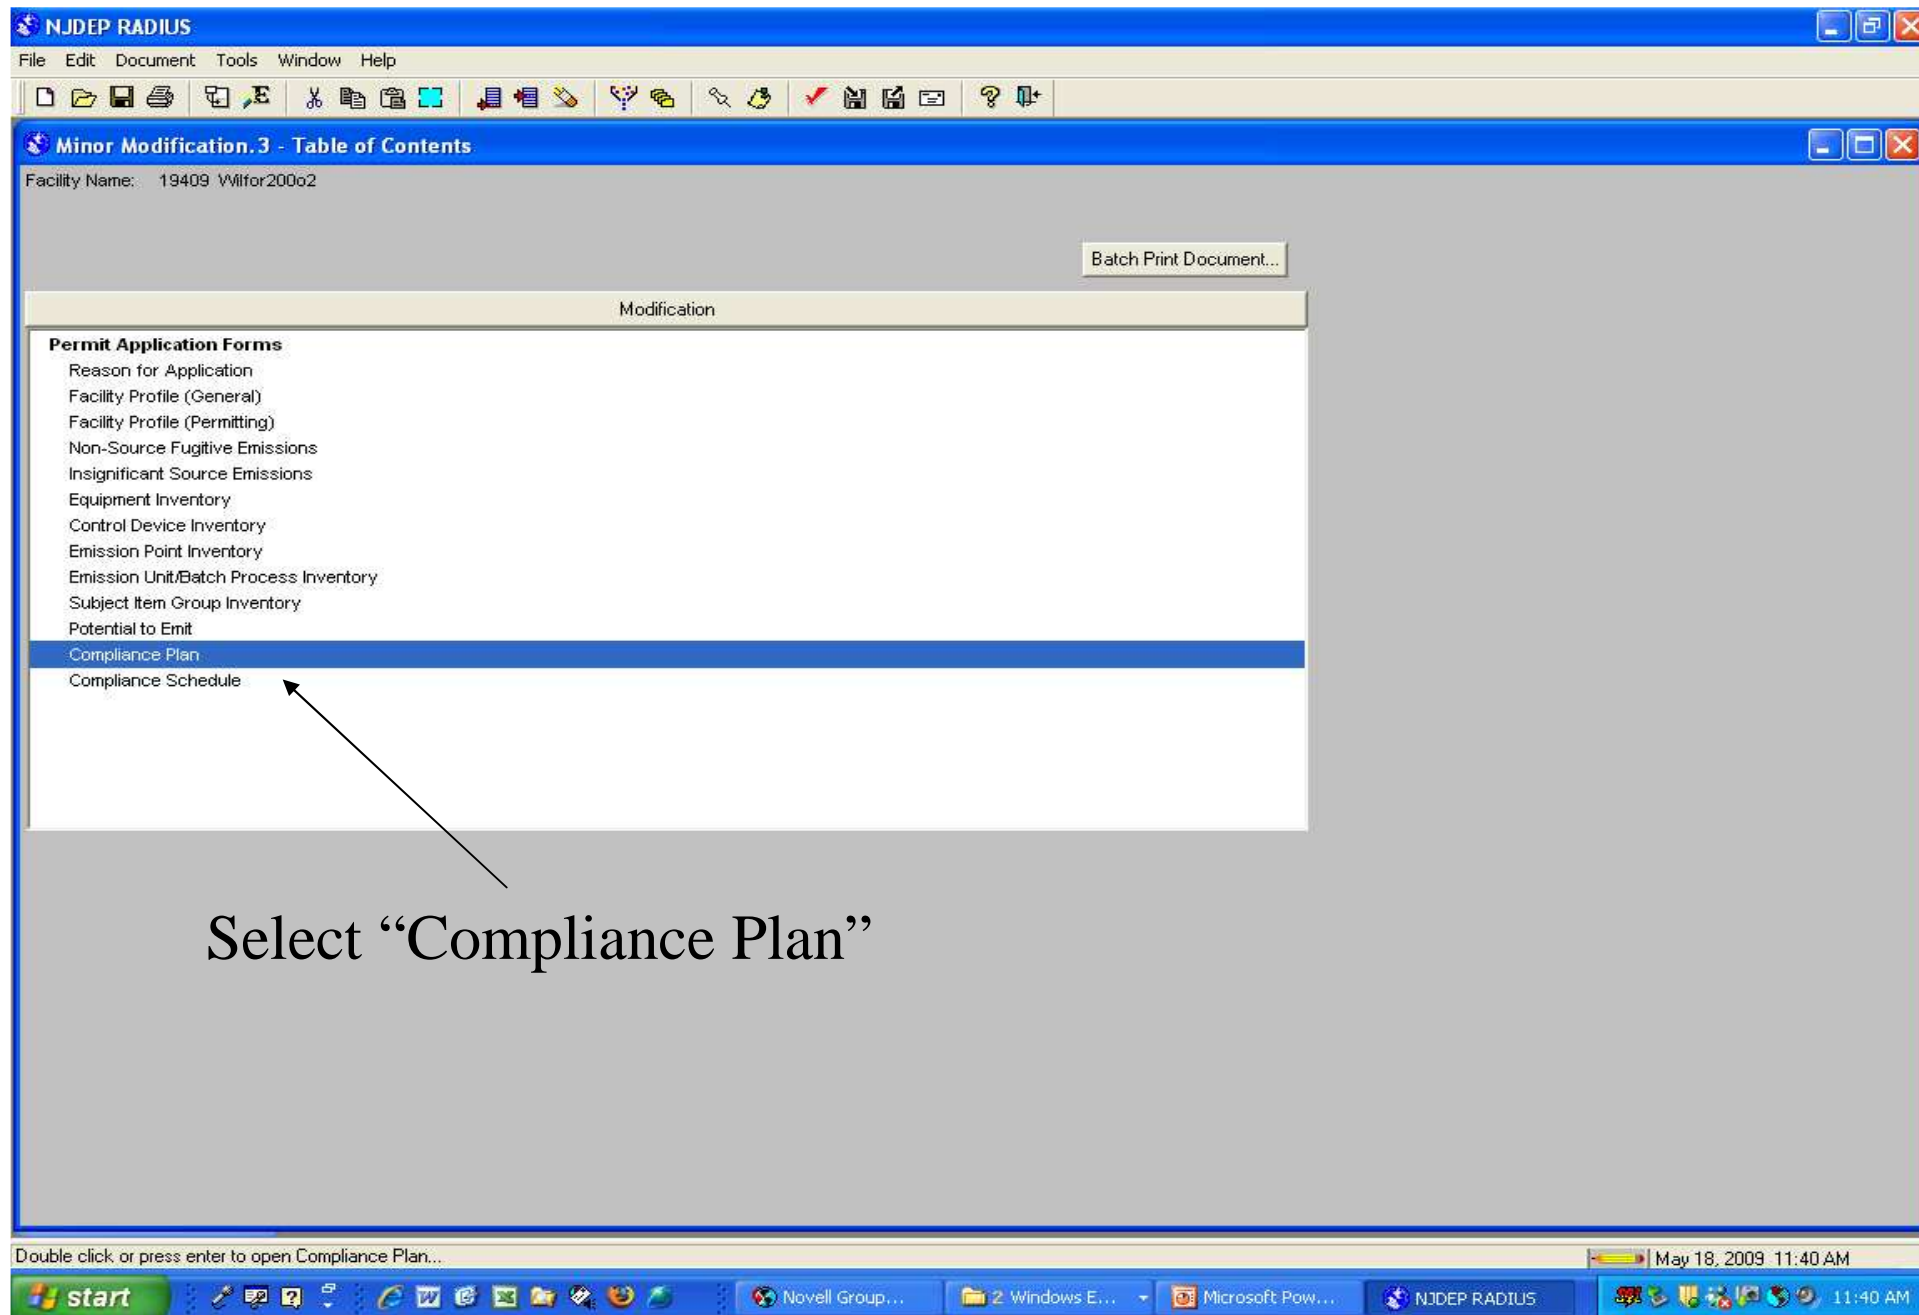 NJDEP RADIUS
File Edit Document Tools Window Help
Minor Modification.3 - Table of Contents
Facility Name: 19409 Wilfor200o2
Batch Print Document...
Modification
Permit Application Forms
Reason for Application
Facility Profile (General)
Facility Profile (Permitting)
Non-Source Fugitive Emissions
Insignificant Source Emissions
Equipment Inventory
Control Device Inventory
Emission Point Inventory
Emission Unit/Batch Process Inventory
Subject Item Group Inventory
Potential to Emit
Compliance Plan
Compliance Schedule
Select “Compliance Plan”
Double click or press enter to open Compliance Plan...
May 18, 2009 11:40 AM
start
Novell Group...
2 Windows E...
Microsoft Pow...
NJDEP RADIUS
11:40 AM